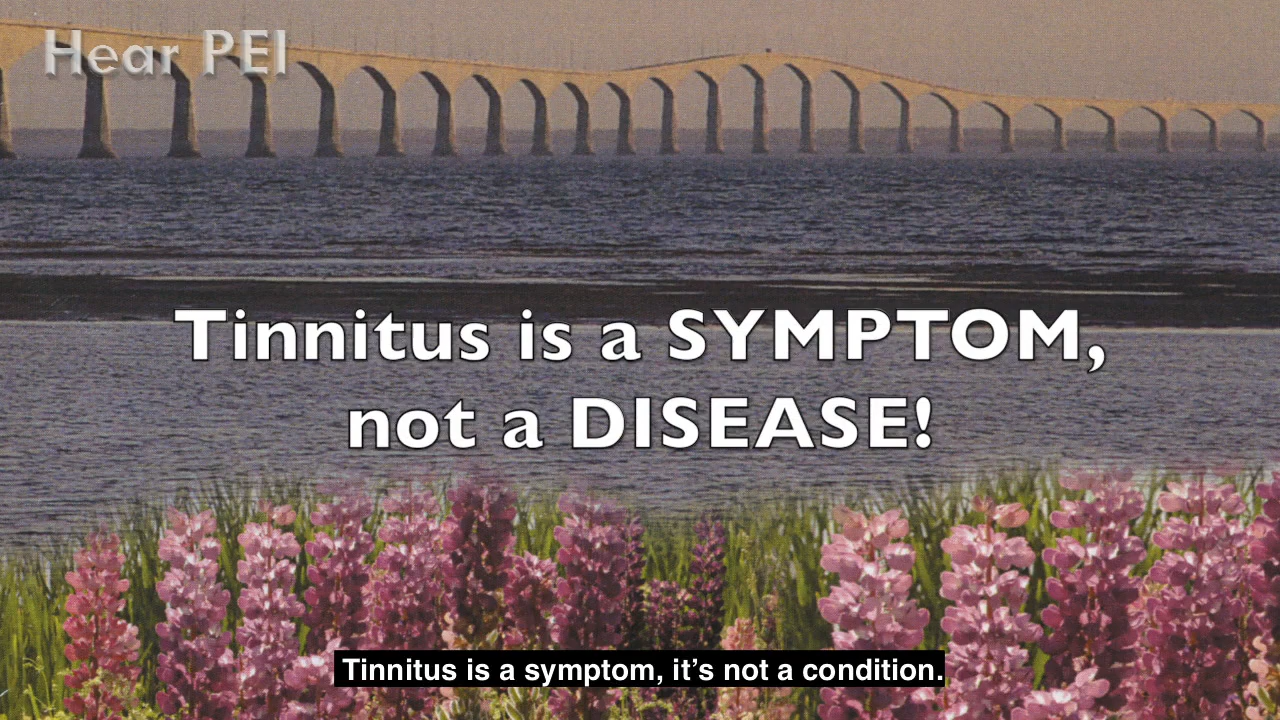 Hear PEI
Tinnitus is a SYMPTOM,
not a DISEASE!
Tinnitus is a symptom, it’s not a condition.